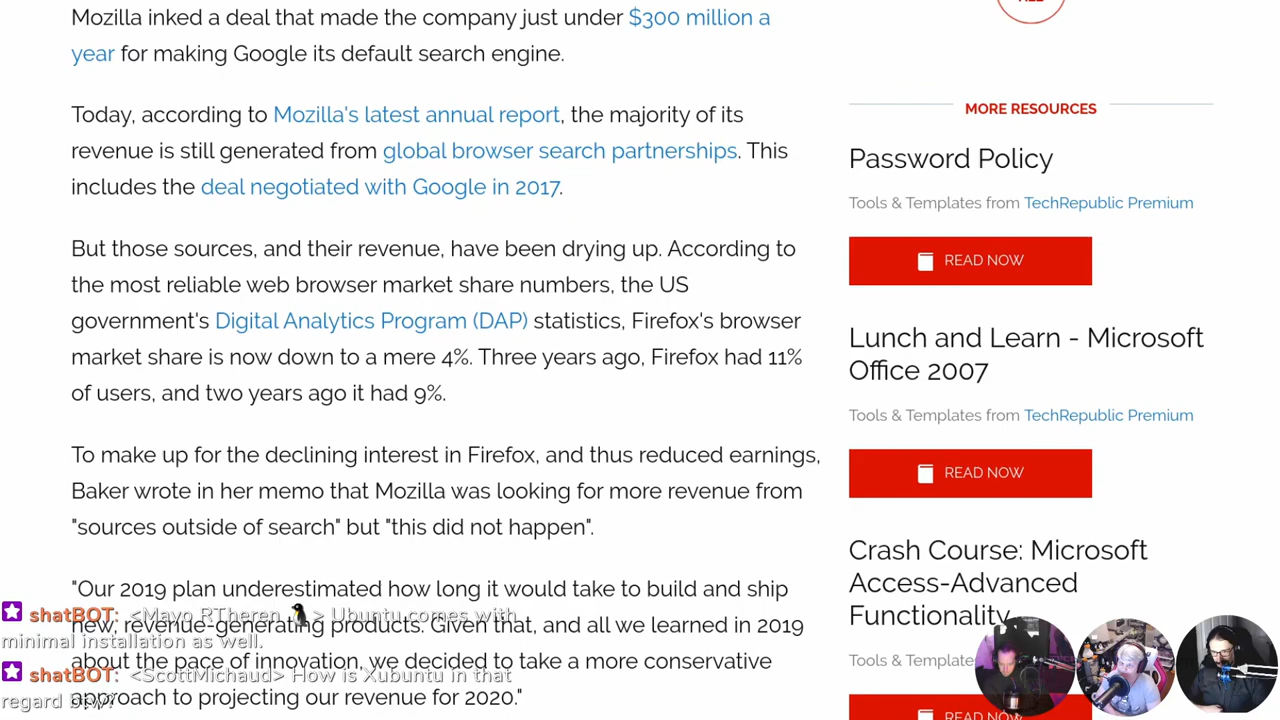 Mozilla inked a deal that made the company just under $300 million a
year for making Google its default search engine.
Today, according to Mozilla's latest annual report, the majority of its
revenue is still generated from global browser search partnerships. This
includes the deal negotiated with Google in 2017.
But those sources, and their revenue, have been drying up. According to
the most reliable web browser market share numbers, the US
government's Digital Analytics Program (DAP) statistics, Firefox's browser
market share is now down to a mere 4%. Three years ago, Firefox had 11%
of users, and two years ago it had 9%.
To make up for the declining interest in Firefox, and thus reduced earnings,
Baker wrote in her memo that Mozilla was looking for more revenue from
"sources outside of search" but "this did not happen".
"Our 2019 plan underestimated how long it would take to build and ship
new, revenue-generating products. Given that, and all we learned in 2019
about the pace of innovation, we decided to take a more conservative
approach to projecting our revenue for 2020."
shatBOT: <Mayo RTheren 🐧> Ubuntu comes with
minimal installation as well.
shatBOT: <ScottMichaud> How is Xubuntu in that
regard btw?
MORE RESOURCES
Password Policy
Tools & Templates from TechRepublic Premium
READ NOW
Lunch and Learn - Microsoft
Office 2007
Tools & Templates from TechRepublic Premium
READ NOW
Crash Course: Microsoft
Access-Advanced
Functionality
Tools & Template
READ NOW